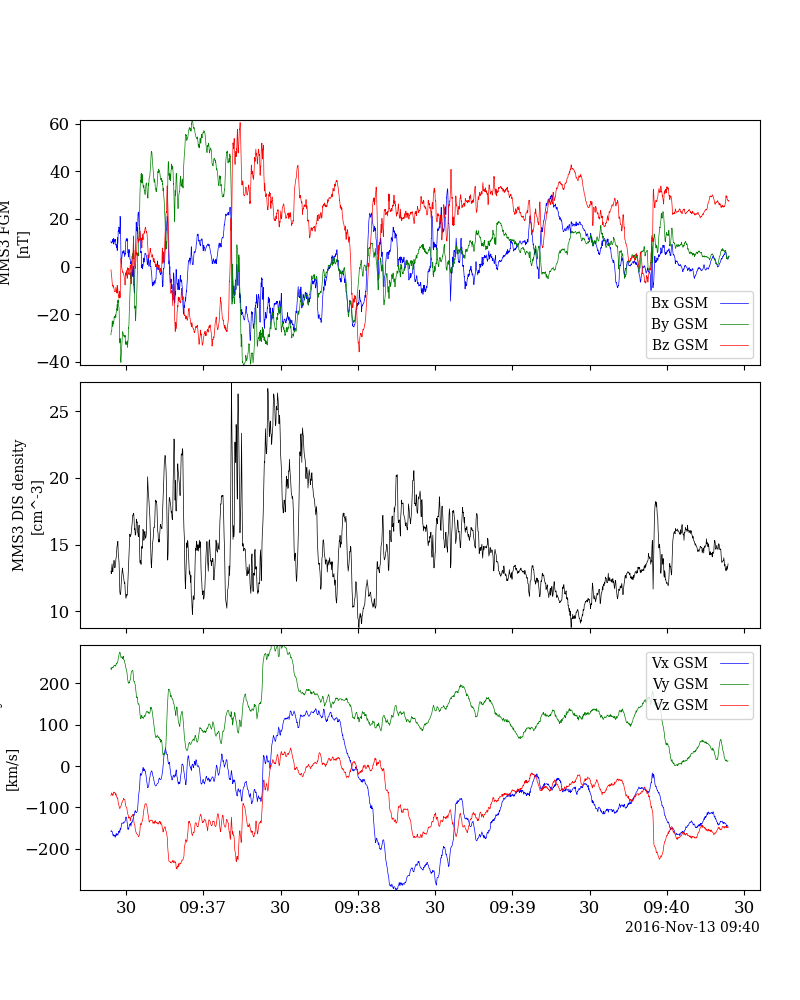 60
40
20
0
−20
−40
MMS3 FGM
[nT]
Bx GSM
By GSM
Bz GSM
25
20
15
10
MMS3 DIS density
[cm^-3]
200
100
0
−100
−200
[km/s]
Vx GSM
Vy GSM
Vz GSM
30 09:37 30 09:38 30 09:39 30 09:40 30
2016-Nov-13 09:40